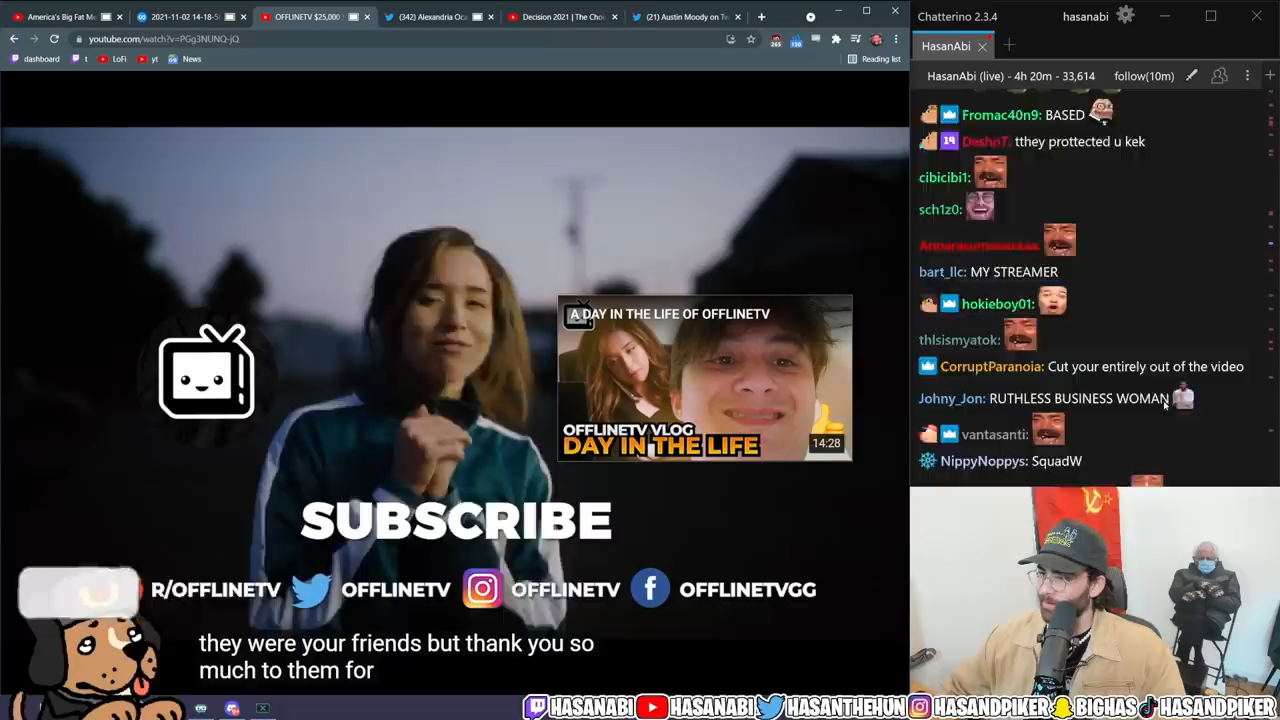 America's Big Fat M
2021-11-02 14-18-5
OFFLINETV $25,000
(342) Alexandria Oc
Decision 2021 | The Cho
(21) Austin Moody on Tw
youtube.com/watch?v=PGg3NUNQ-jQ
265
130
dashboard
t
LoFi
yt
News
Reading list
A DAY IN THE LIFE OF OFFLINETV
OFFLINETV VLOG
DAY IN THE LIFE
14:28
SUBSCRIBE
R/OFFLINETV
OFFLINETV
OFFLINETV
OFFLINETVGG
they were your friends but thank you so
much to them for
Chatterino 2.3.4
hasanabi
HasanAbi
HasanAbi (live) - 4h 20m - 33,614
follow(10m)
Fromac40n9: BASED
tthey prottected u kek
cibicibi1:
sch1z0:
bart_llc: MY STREAMER
hokieboy01:
thlsismyatok:
CorruptParanoia: Cut your entirely out of the video
Johny_Jon: RUTHLESS BUSINESS WOMAN
vantasanti:
NippyNoppys: SquadW
HASANABI
HASANABI
HASANTHEHUN
HASANDPIKER
BIGHAS
HASANDPIKER